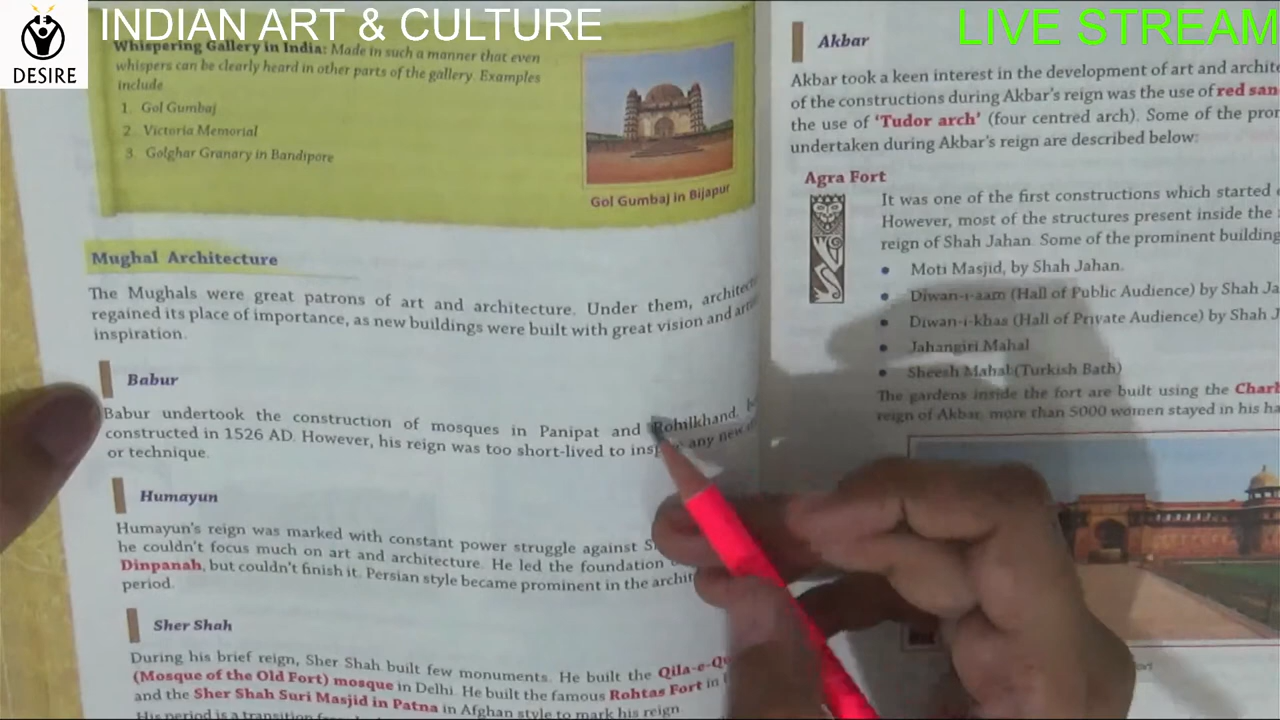 INDIAN ART & CULTURE
LIVE STREAM
DESIRE
Whispering Gallery in India: Made in such a manner that even
whispers can be clearly heard in other parts of the gallery. Examples
include
1. Gol Gumbaj
2. Victoria Memorial
3. Golghar Granary in Bandipore
Gol Gumbaj in Bijapur
Mughal Architecture
The Mughals were great patrons of art and architecture. Under them,
regained its place of importance, as new buildings were built with great vision and
inspiration.
Babur
Babur undertook the construction of mosques in Panipat and Rohilkhand,
constructed in 1526 AD. However, his reign was too short-lived to any new
or technique.
Humayun
Humayun's reign was marked with constant power struggle against
he couldn't focus much on art and architecture. He led the foundation
Dinpanah, but couldn't finish it. Persian style became prominent in the
period.
Sher Shah
During his brief reign, Sher Shah built few monuments. He built the
(Mosque of the Old Fort) mosque in Delhi. He built the famous Rohtas Fort in
and the Sher Shah Suri Masjid in Patna in Afghan style to mark his reign.
His period is a transition
Akbar
Akbar took a keen interest in the development of art and
of the constructions during Akbar's reign was the use of red
the use of 'Tudor arch' (four centred arch). Some of the
undertaken during Akbar's reign are described below:
Agra Fort
It was one of the first constructions which started
However, most of the structures present inside the
reign of Shah Jahan. Some of the prominent
• Moti Masjid, by Shah Jahan.
• Diwan-i-aam (Hall of Public Audience) by Shah
• Diwan-i-khas (Hall of Private Audience) by Shah
• Jahangiri Mahal
• Sheesh Mahal (Turkish Bath)
The gardens inside the fort are built using the
reign of Akbar, more than 5000 women stayed in his